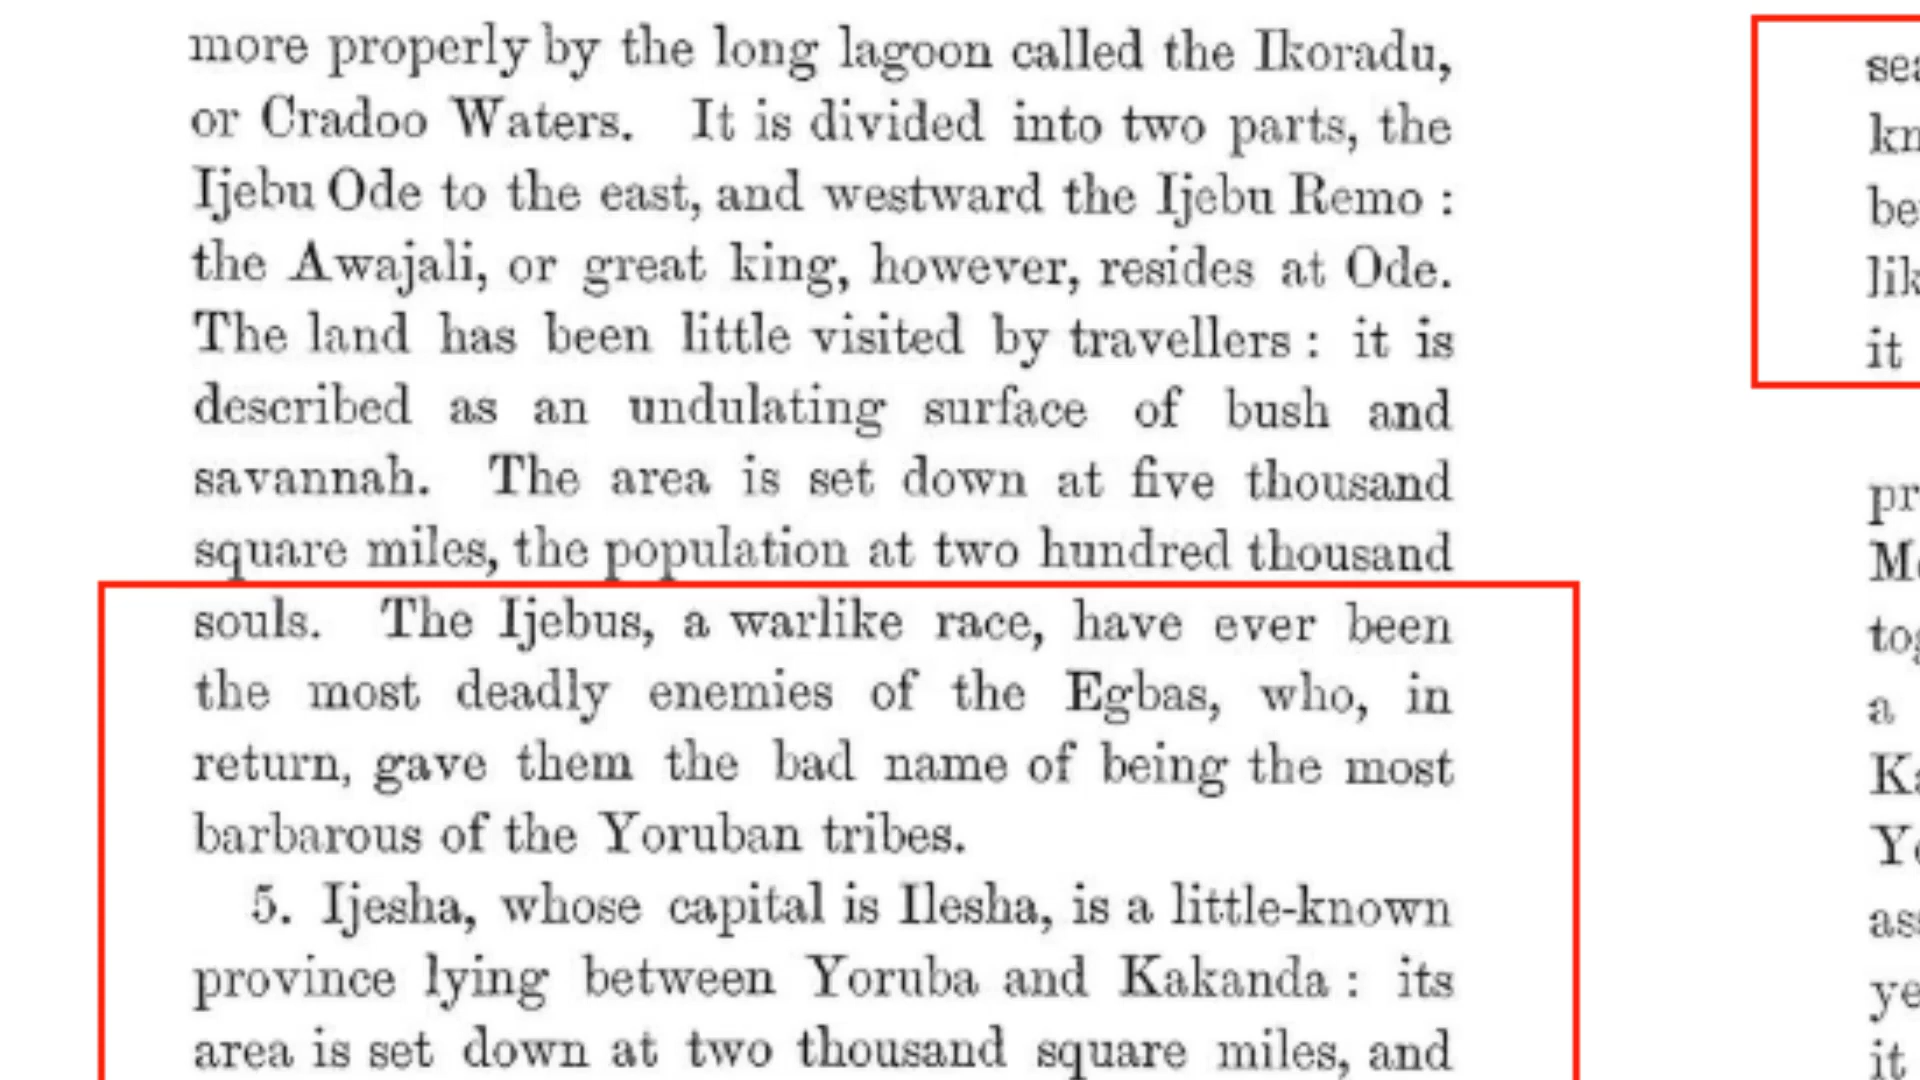 more properly by the long lagoon called the Ikoradu,
or Cradoo Waters. It is divided into two parts, the
Ijebu Ode to the east, and westward the Ijebu Remo :
the Awajali, or great king, however, resides at Ode.
The land has been little visited by travellers : it is
described as an undulating surface of bush and
savannah. The area is set down at five thousand
square miles, the population at two hundred thousand
souls. The Ijebus, a warlike race, have ever been
the most deadly enemies of the Egbas, who, in
return, gave them the bad name of being the most
barbarous of the Yoruban tribes.
5. Ijesha, whose capital is Ilesha, is a little-known
province lying between Yoruba and Kakanda : its
area is set down at two thousand square miles, and
it
a
it